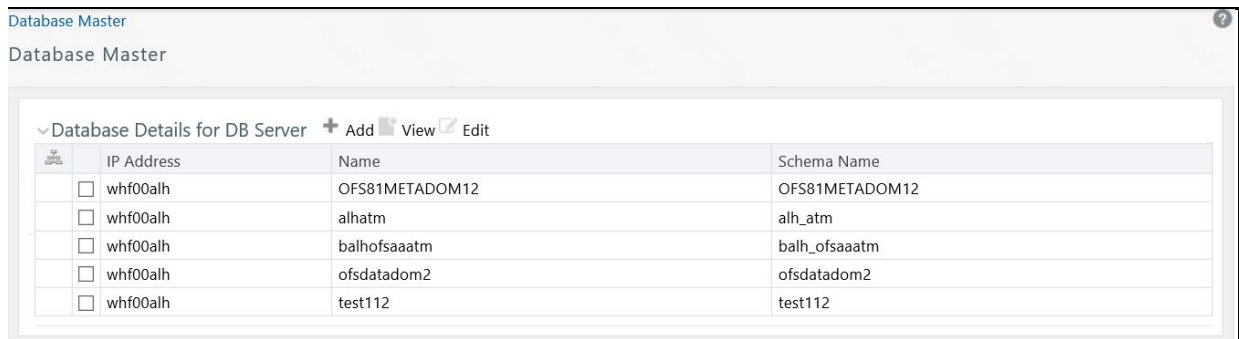 Database Master
?
Database Master
Database Details for DB Server Add View Edit
IP Address Name Schema Name
whf00alh OFS81METADOM12 OFS81METADOM12
whf00alh alhatm alh_atm
whf00alh balhofsaaatm balh_ofsaaatm
whf00alh ofsdatadom2 ofsdatadom2
whf00alh test112 test112